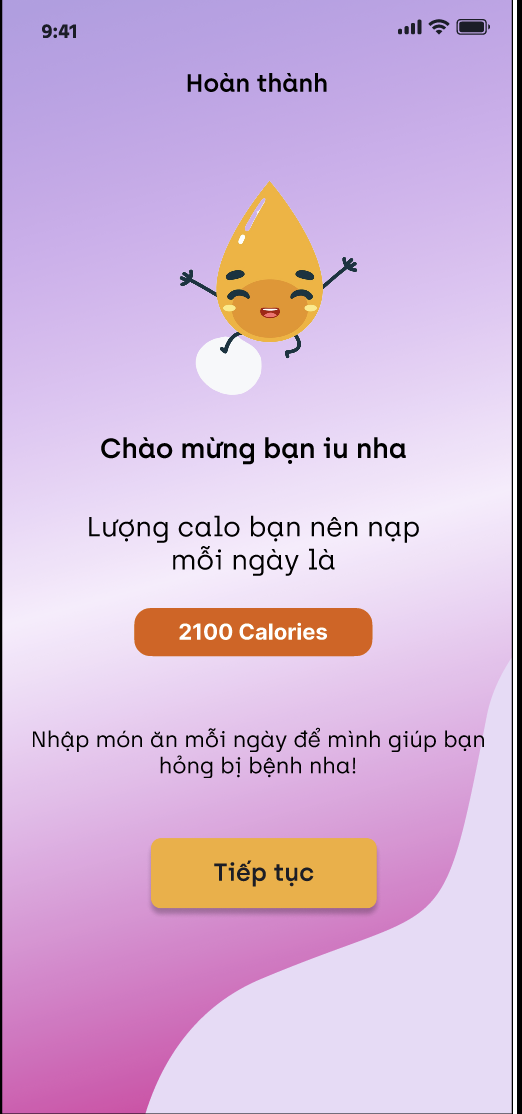 9:41
Hoàn thành
Chào mừng bạn iu nha
Lượng calo bạn nên nạp
mỗi ngày là
2100 Calories
Nhập món ăn mỗi ngày để mình giúp bạn
hỏng bị bệnh nha!
Tiếp tục